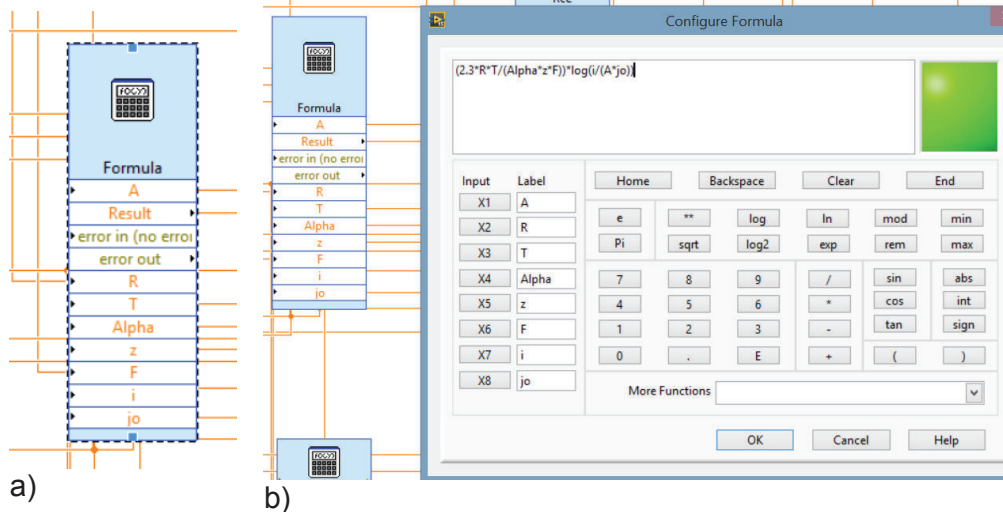 f(x,y)
Formula
A
Result
error in (no erroı
error out
R
T
Alpha
z
F
i
jo
a)
f(x,y)
Formula
A
Result
error in (no erroı
error out
R
T
Alpha
z
F
i
jo
b)
Configure Formula
(2.3*R*T/(Alpha*z*F))*log(i/(A*jo))
Input Label
X1 A
X2 R
X3 T
X4 Alpha
X5 z
X6 F
X7 i
X8 jo
Home Backspace Clear End
e ** log ln mod min
Pi sqrt log2 exp rem max
7 8 9 / sin abs
4 5 6 * cos int
1 2 3 - tan sign
0 . E + ( )
More Functions
OK Cancel Help